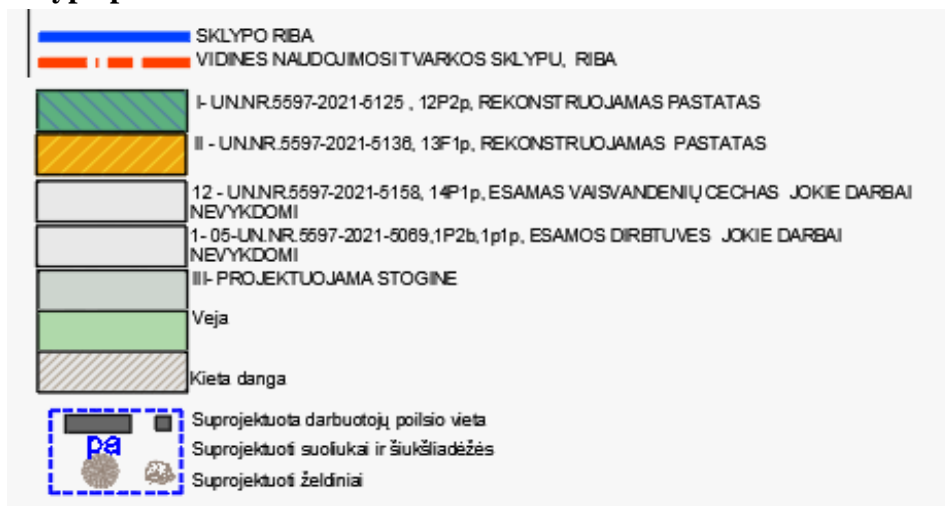 SKLYPO RIBA
VIDINES NAUDOJIMOSI TVARKOS SKLYPU, RIBA
I- UN.NR.5597-2021-5125 , 12P2p, REKONSTRUOJAMAS PASTATAS
II - UN.NR.5597-2021-5136, 13F1p, REKONSTRUOJAMAS PASTATAS
12 - UN.NR.5597-2021-5158, 14P1p, ESAMAS VAISVANDENIŲ CECHAS JOKIE DARBAI
NEVYKDOMI
1- 05-UN.NR.5597-2021-5069,1P2b,1p1p, ESAMOS DIRBTUVES JOKIE DARBAI
NEVYKDOMI
III- PROJEKTUOJAMA STOGINE
Veja
Kieta danga
Suprojektuota darbuotojų poilsio vieta
pa
Suprojektuoti suoliukai ir šiukšliadėžės
Suprojektuoti želdiniai